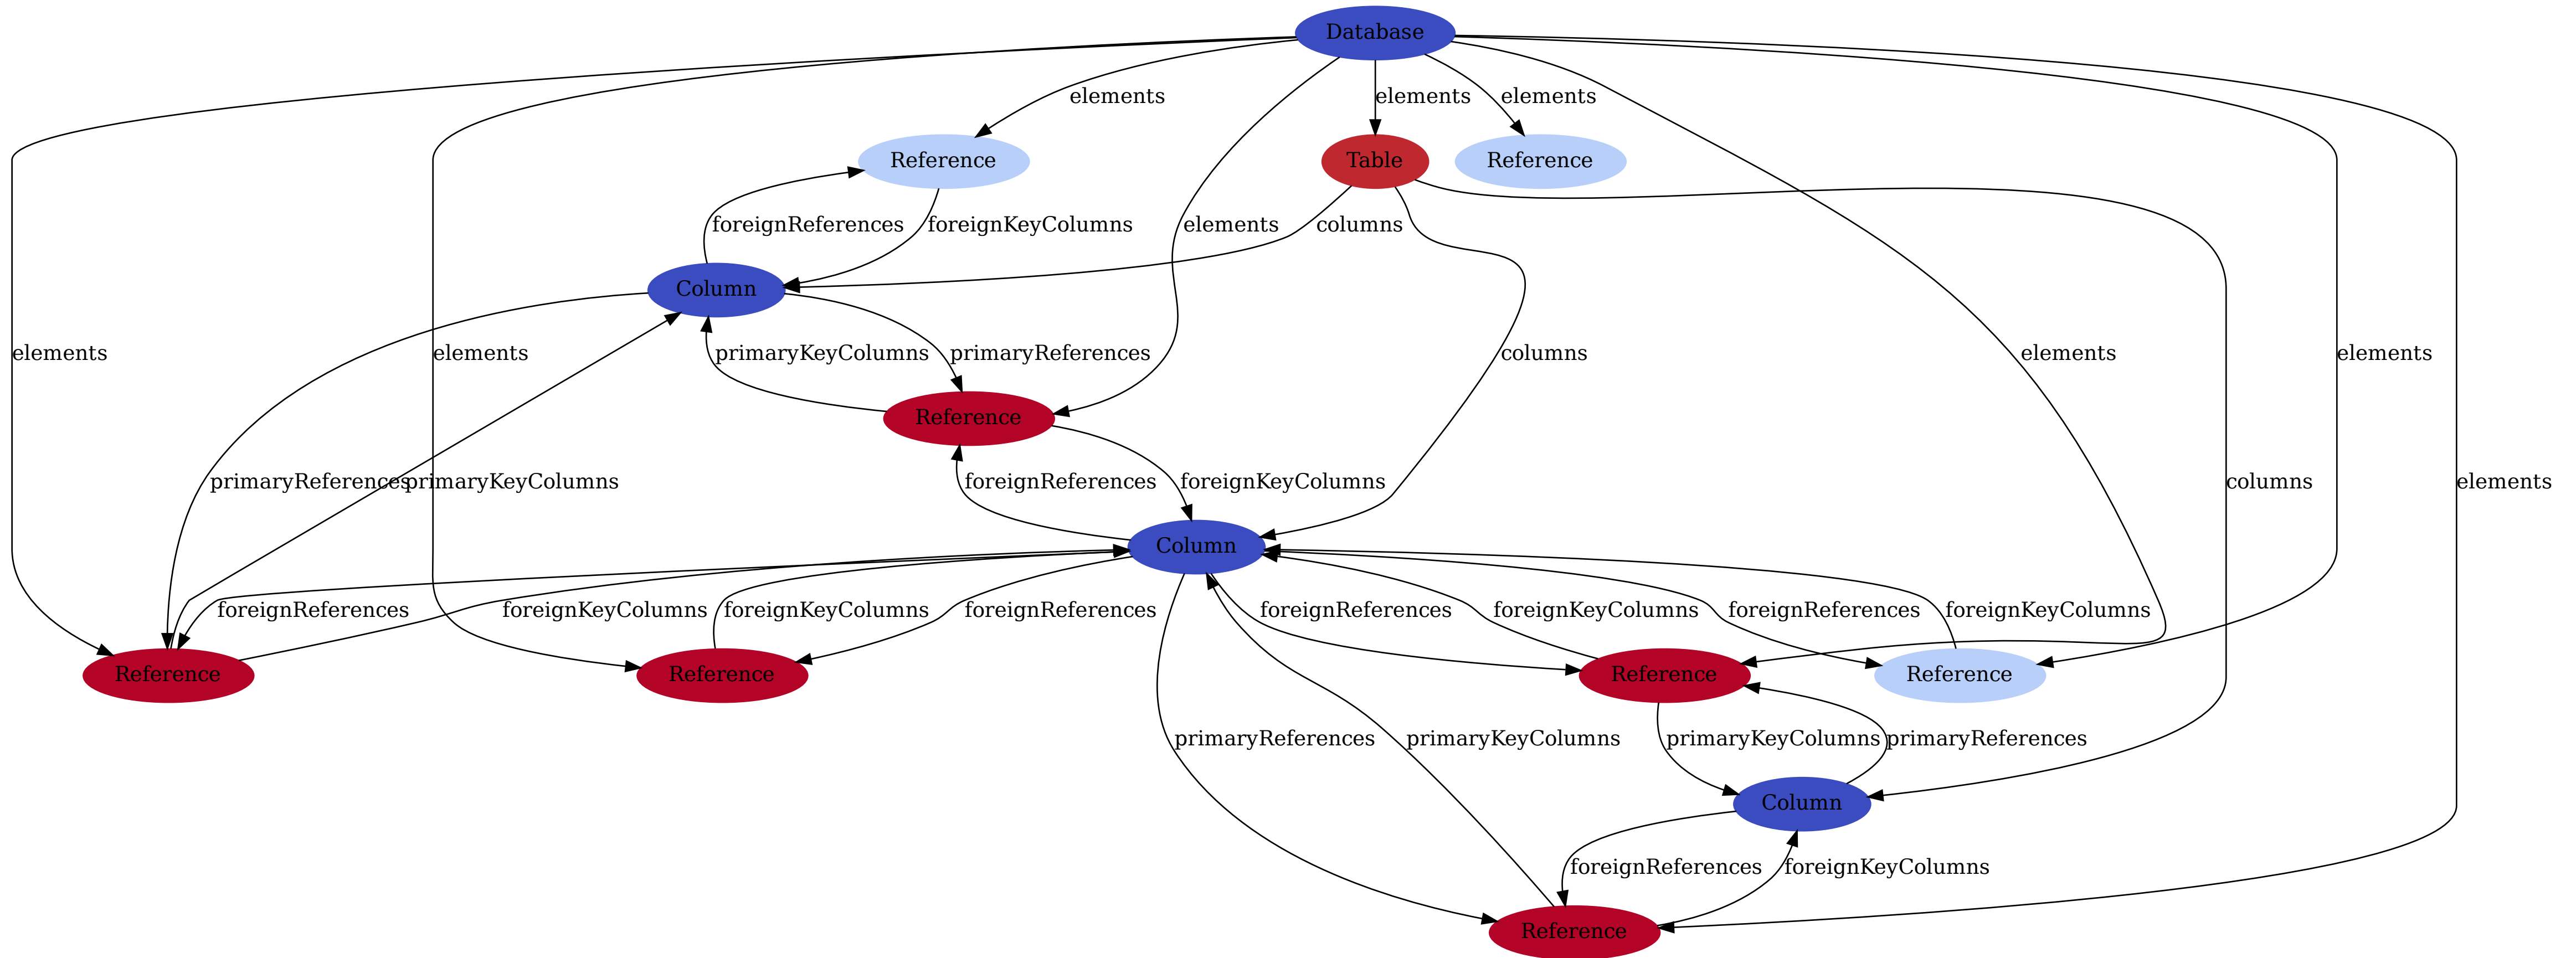 Database
elements
elements
elements
Reference
Table
Reference
foreignReferences
foreignKeyColumns
elements
columns
Column
elements
elements
primaryKeyColumns
primaryReferences
columns
elements
elements
Reference
primaryReferences
primaryKeyColumns
foreignReferences
foreignKeyColumns
columns
elements
Column
foreignReferences
foreignKeyColumns
foreignKeyColumns
foreignReferences
foreignReferences
foreignKeyColumns
foreignReferences
foreignKeyColumns
Reference
Reference
Reference
Reference
primaryReferences
primaryKeyColumns
primaryKeyColumns
primaryReferences
Column
foreignReferences
foreignKeyColumns
Reference